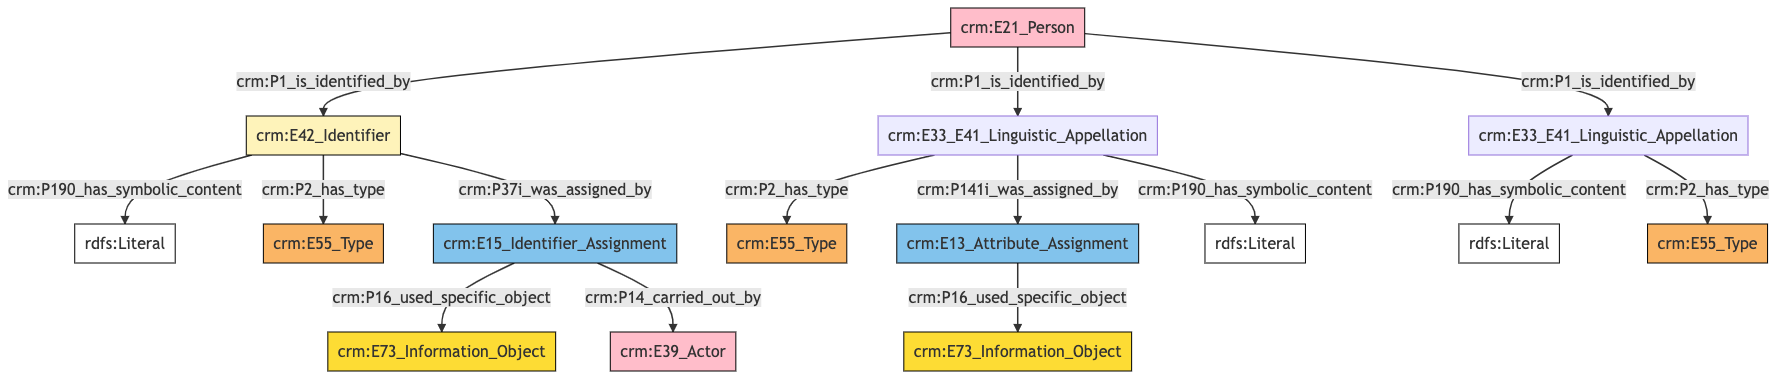 crm:E21_Person
crm:P1_is_identified_by
crm:P1_is_identified_by
crm:P1_is_identified_by
crm:E42_Identifier
crm:E33_E41_Linguistic_Appellation
crm:E33_E41_Linguistic_Appellation
crm:P190_has_symbolic_content
crm:P2_has_type
crm:P37i_was_assigned_by
crm:P2_has_type
crm:P141i_was_assigned_by
crm:P190_has_symbolic_content
crm:P190_has_symbolic_content
crm:P2_has_type
rdfs:Literal
crm:E55_Type
crm:E15_Identifier_Assignment
crm:E55_Type
crm:E13_Attribute_Assignment
rdfs:Literal
rdfs:Literal
crm:E55_Type
crm:P16_used_specific_object
crm:P14_carried_out_by
crm:P16_used_specific_object
crm:E73_Information_Object
crm:E39_Actor
crm:E73_Information_Object